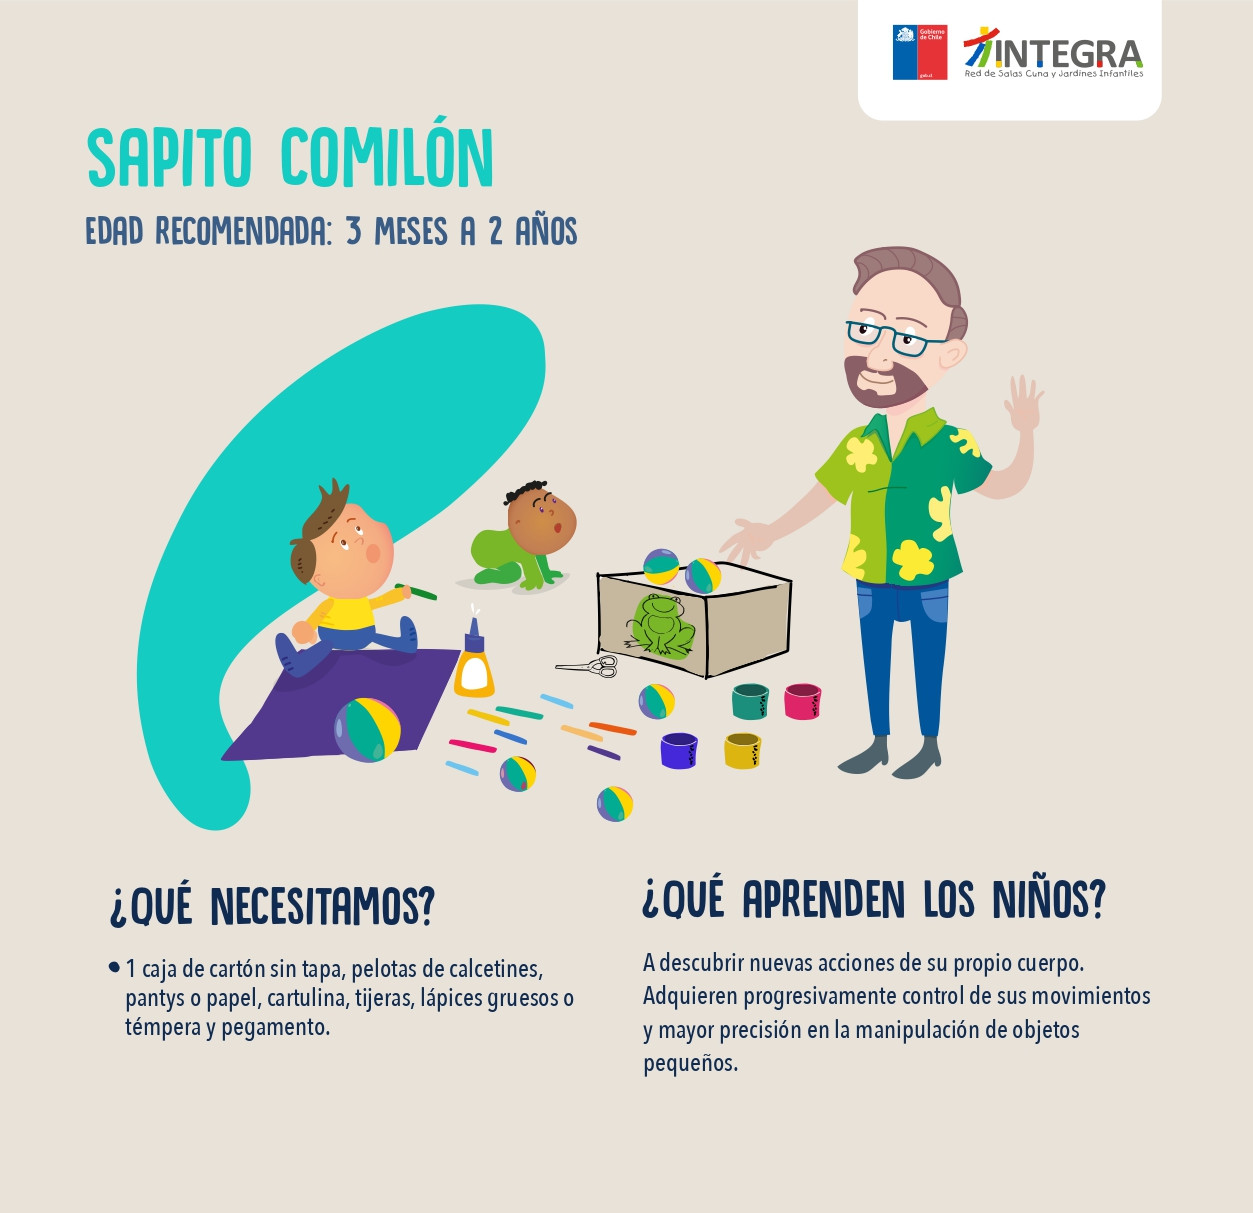 Gobierno
de Chile
gob.cl
INTEGRA
Red de Salas Cuna y Jardines Infantiles
SAPITO COMILÓN
EDAD RECOMENDADA: 3 MESES A 2 AÑOS
¿QUÉ NECESITAMOS?
• 1 caja de cartón sin tapa, pelotas de calcetines,
pantys o papel, cartulina, tijeras, lápices gruesos o
témpera y pegamento.
¿QUÉ APRENDEN LOS NIÑOS?
A descubrir nuevas acciones de su propio cuerpo.
Adquieren progresivamente control de sus movimientos
y mayor precisión en la manipulación de objetos
pequeños.